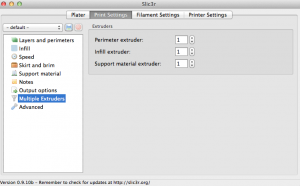 Slic3r
Plater
Print Settings
Filament Settings
Printer Settings
- default -
Layers and perimeters
Infill
Speed
Skirt and brim
Support material
Notes
Output options
Multiple Extruders
Advanced
Extruders
Perimeter extruder: 1
Infill extruder: 1
Support material extruder: 1
Version 0.9.10b - Remember to check for updates at http://slic3r.org/